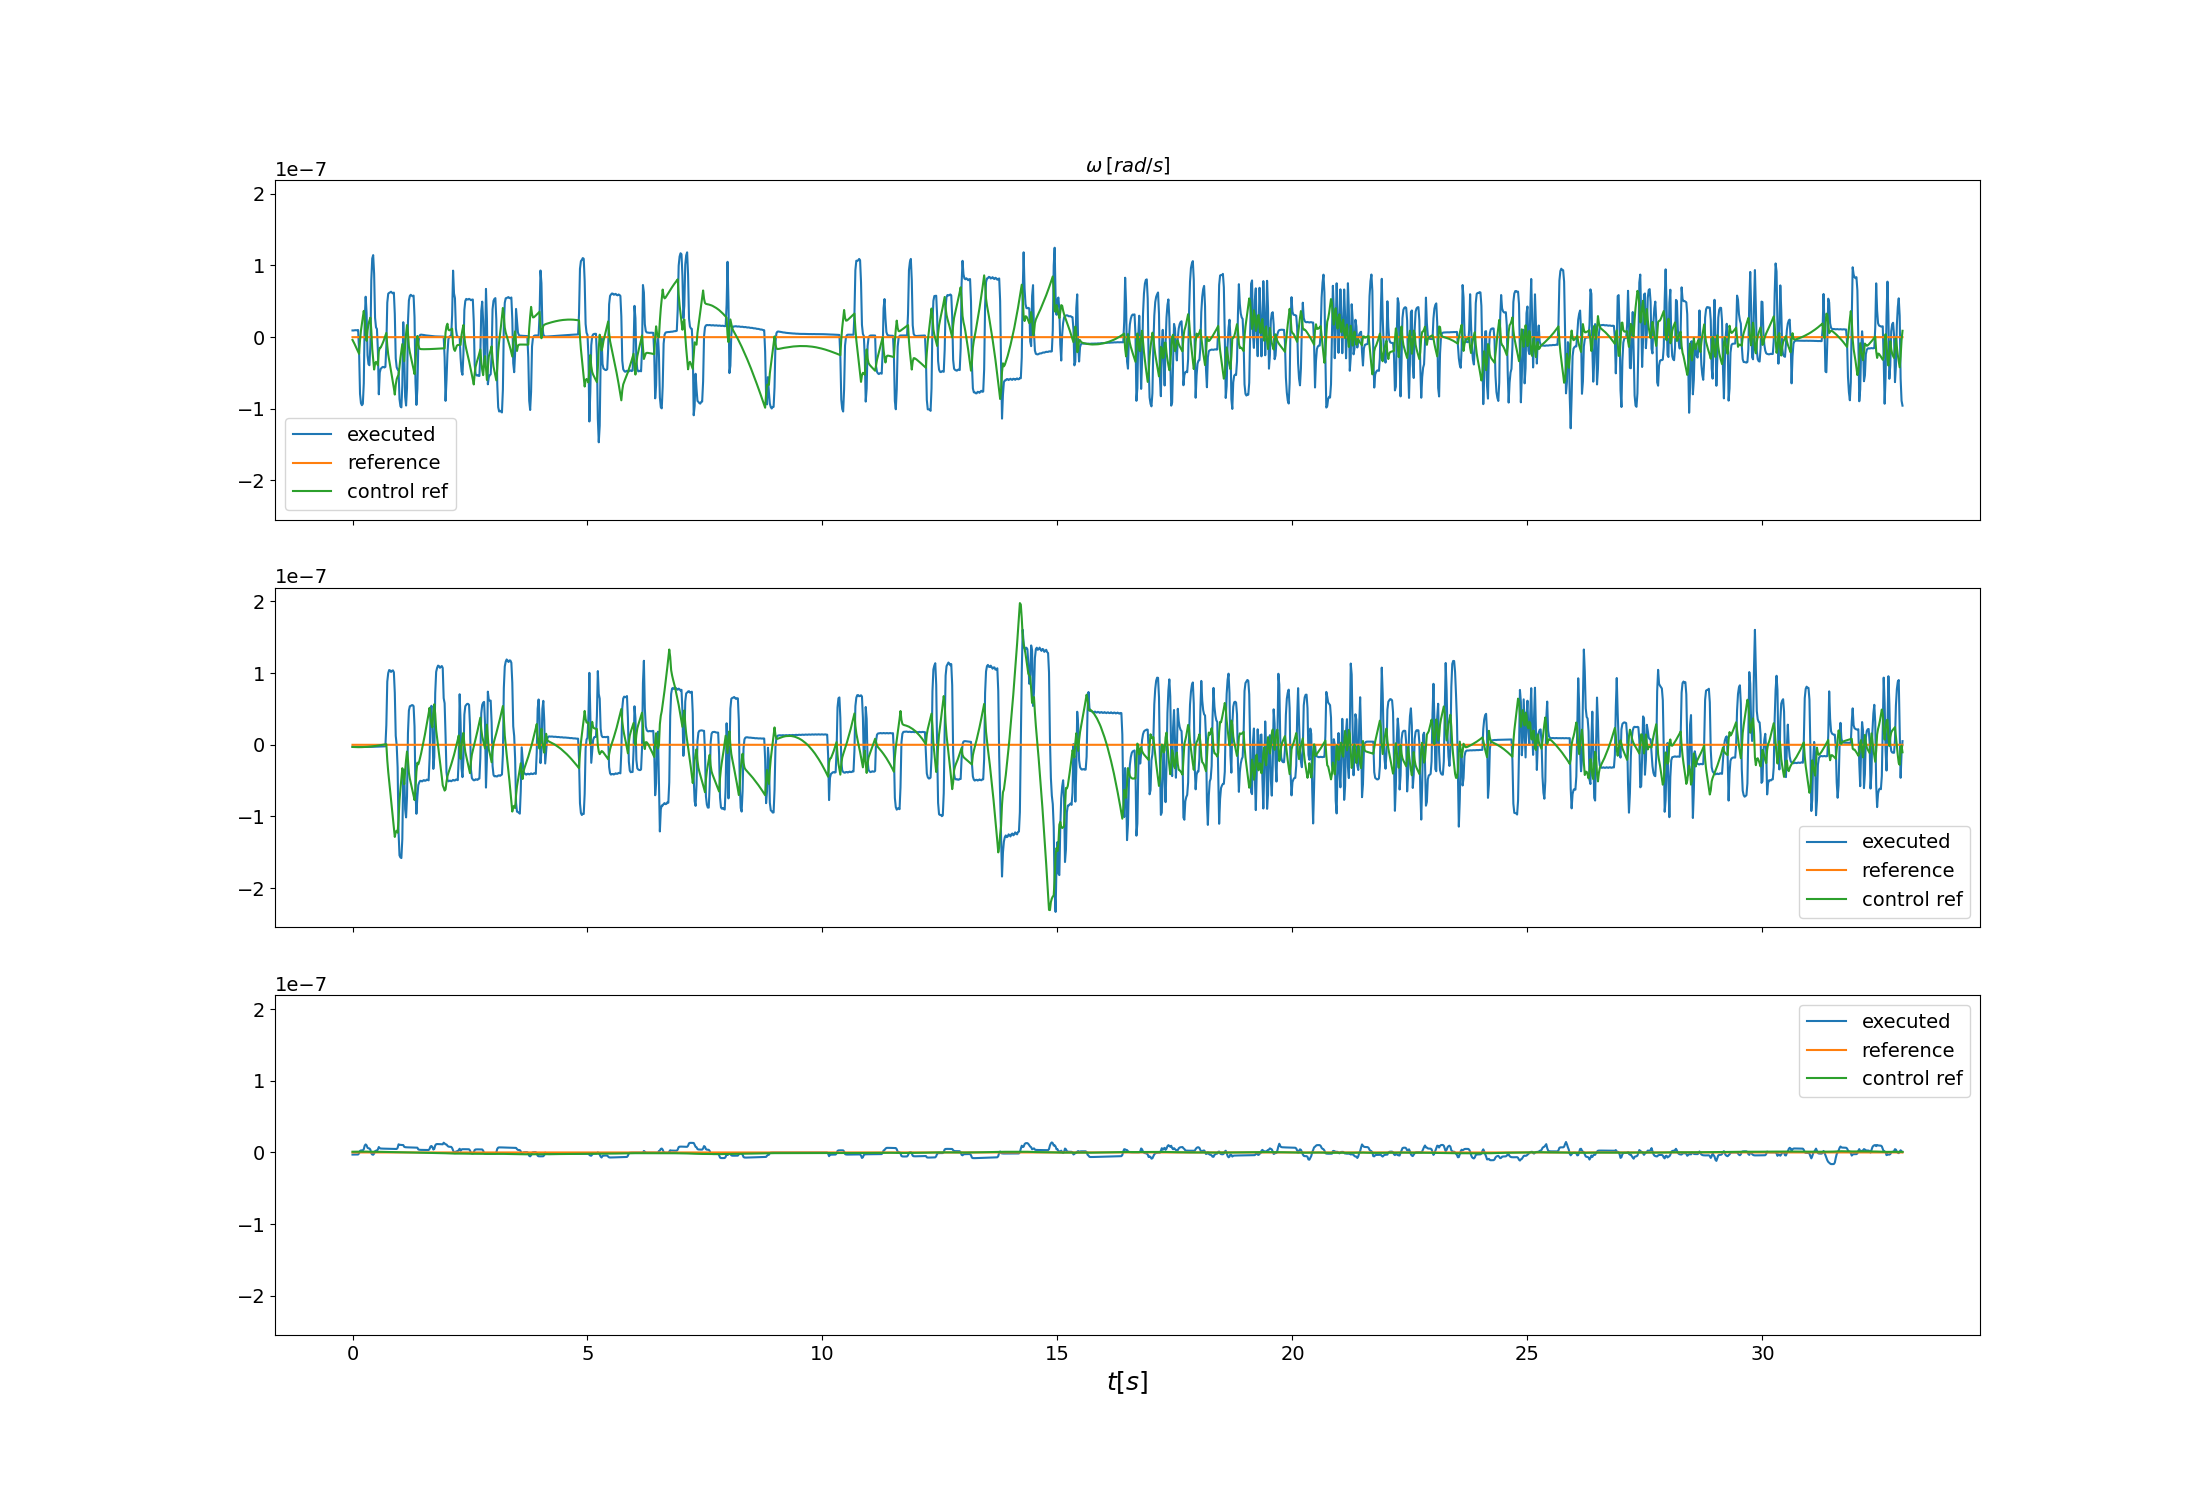 ω [rad/s]
1e−7
2
1
0
−1
−2
executed
reference
control ref
1e−7
2
1
0
−1
−2
executed
reference
control ref
1e−7
2
1
0
−1
−2
executed
reference
control ref
0 5 10 15 20 25 30
t[s]